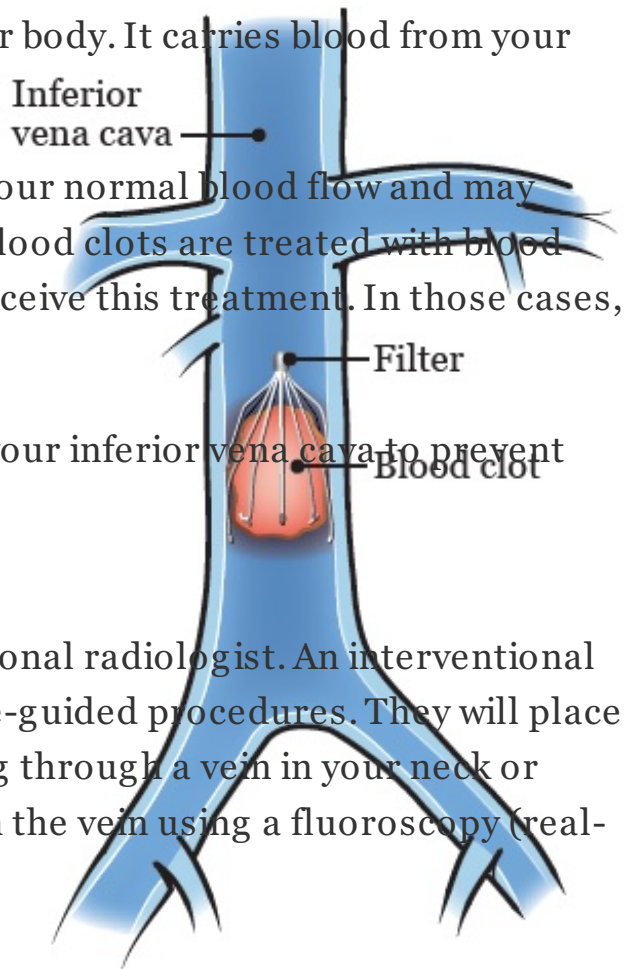 r body. It carries blood from your
Inferior
vena cava
our normal blood flow and may
lood clots are treated with blood
ceive this treatment. In those cases,
Filter
your inferior vena cava to prevent
Blood clot
onal radiologist. An interventional
e-guided procedures. They will place
g through a vein in your neck or
n the vein using a fluoroscopy (real-